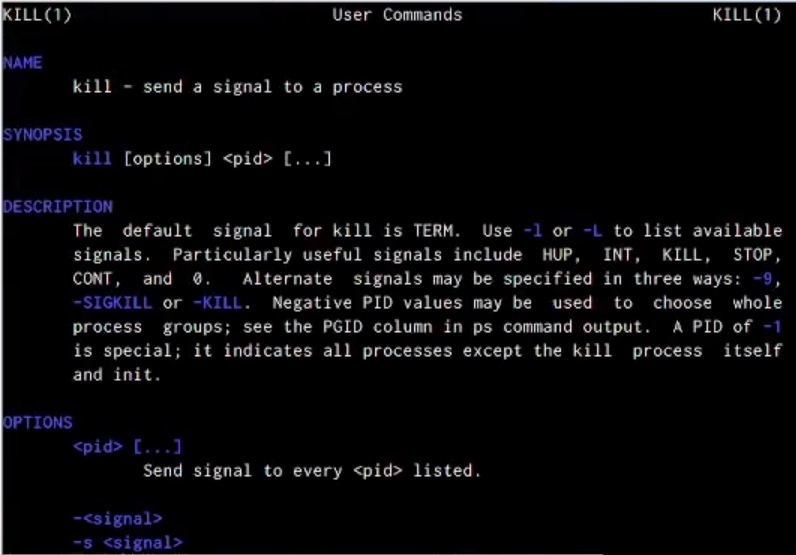 KILL(1) User Commands KILL(1)
NAME
kill - send a signal to a process
SYNOPSIS
kill [options] <pid> [...]
DESCRIPTION
The default signal for kill is TERM. Use -l or -L to list available
signals. Particularly useful signals include HUP, INT, KILL, STOP,
CONT, and 0. Alternate signals may be specified in three ways: -9,
-SIGKILL or -KILL. Negative PID values may be used to choose whole
process groups; see the PGID column in ps command output. A PID of -1
is special; it indicates all processes except the kill process itself
and init.
OPTIONS
<pid> [...]
Send signal to every <pid> listed.
-<signal>
-s <signal>